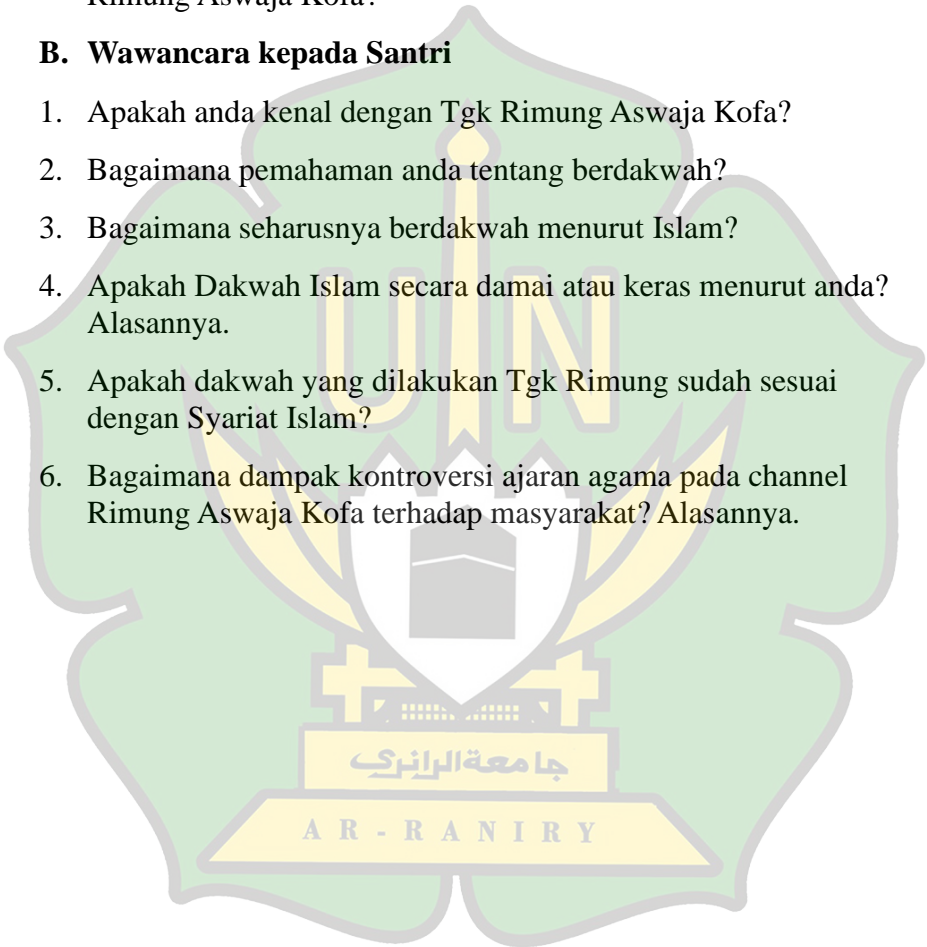 Rimung Aswaja Kofa?
B. Wawancara kepada Santri
1. Apakah anda kenal dengan Tgk Rimung Aswaja Kofa?
2. Bagaimana pemahaman anda tentang berdakwah?
3. Bagaimana seharusnya berdakwah menurut Islam?
4. Apakah Dakwah Islam secara damai atau keras menurut anda?
Alasannya.
5. Apakah dakwah yang dilakukan Tgk Rimung sudah sesuai
dengan Syariat Islam?
6. Bagaimana dampak kontroversi ajaran agama pada channel
Rimung Aswaja Kofa terhadap masyarakat? Alasannya.
UIN
جامعة الرانري
AR-RANIRY